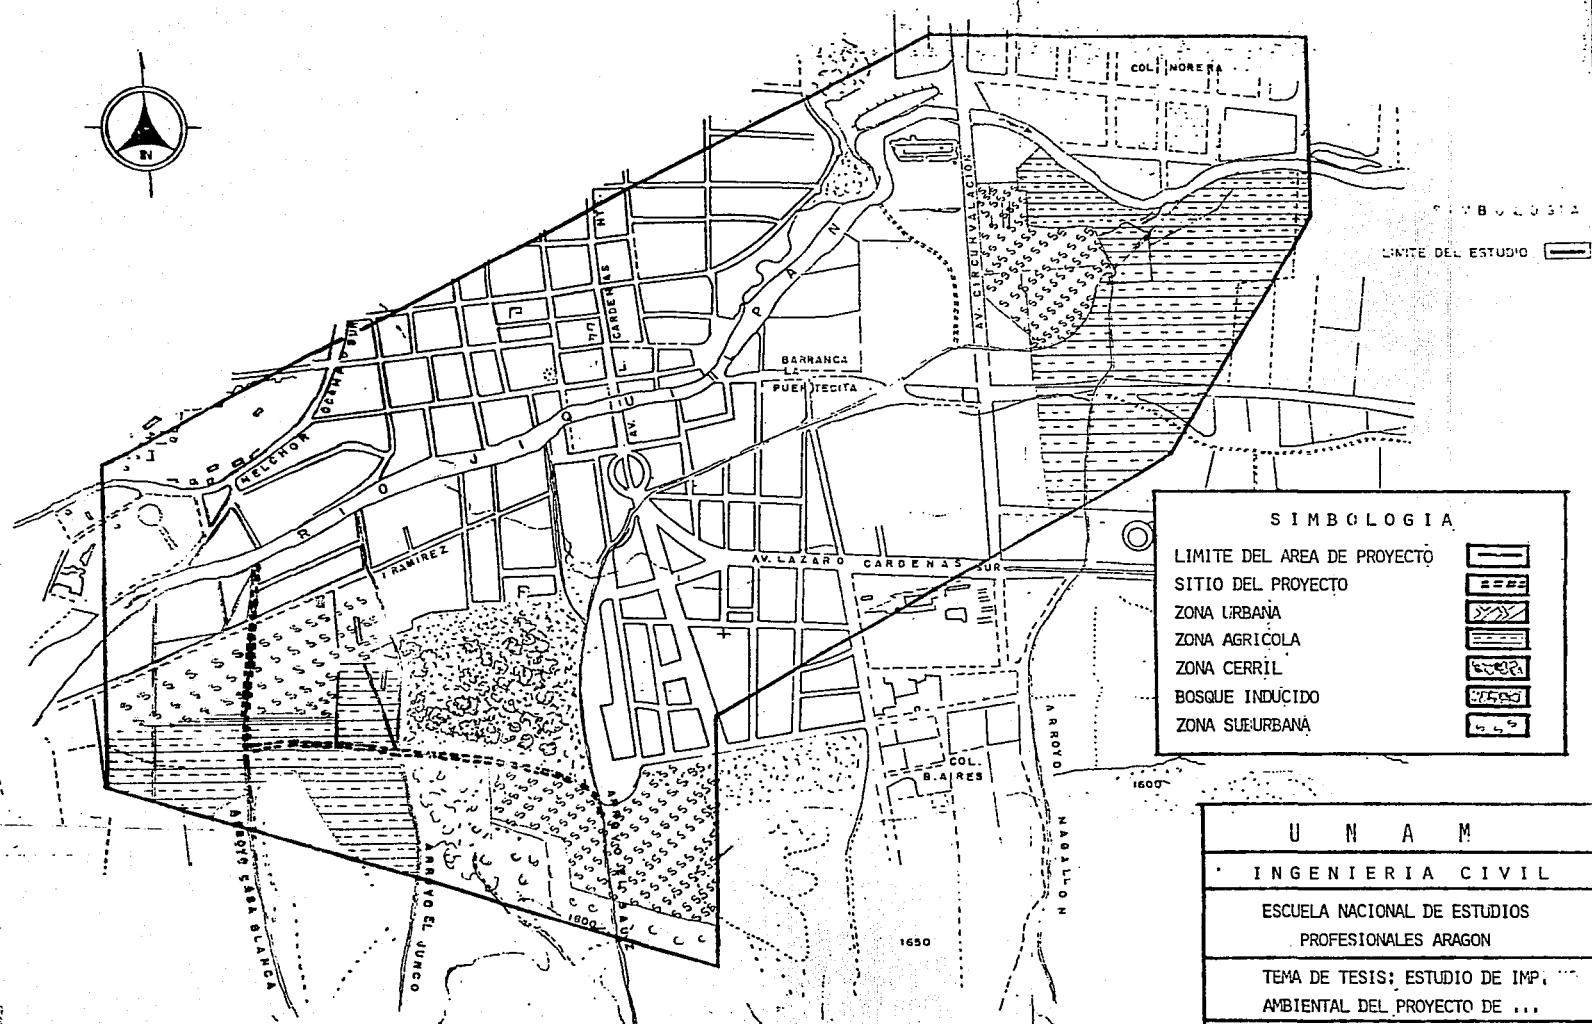 N
COL. NORERA
AV. CIRCUNVALACION
SIMBOLOGIA
LIMITE DEL ESTUDIO
AV. L. CARDENAS
BARRANCA
LA
PUERTECITA
MELCHOR OCAMPO SUR
RIO JIQUILPAN
I RAMIREZ
AV. LAZARO CARDENAS SUR
SIMBOLOGIA
LIMITE DEL AREA DE PROYECTO
SITIO DEL PROYECTO
ZONA URBANA
ZONA AGRICOLA
ZONA CERRIL
BOSQUE INDUCIDO
ZONA SUBURBANA
COL.
B. AIRES
ARROYO NAGALLON
1600
ARROYO CASA BLANCA
ARROYO EL JUNCO
1600
1650
U N A M
INGENIERIA CIVIL
ESCUELA NACIONAL DE ESTUDIOS
PROFESIONALES ARAGON
TEMA DE TESIS: ESTUDIO DE IMP.
AMBIENTAL DEL PROYECTO DE ...